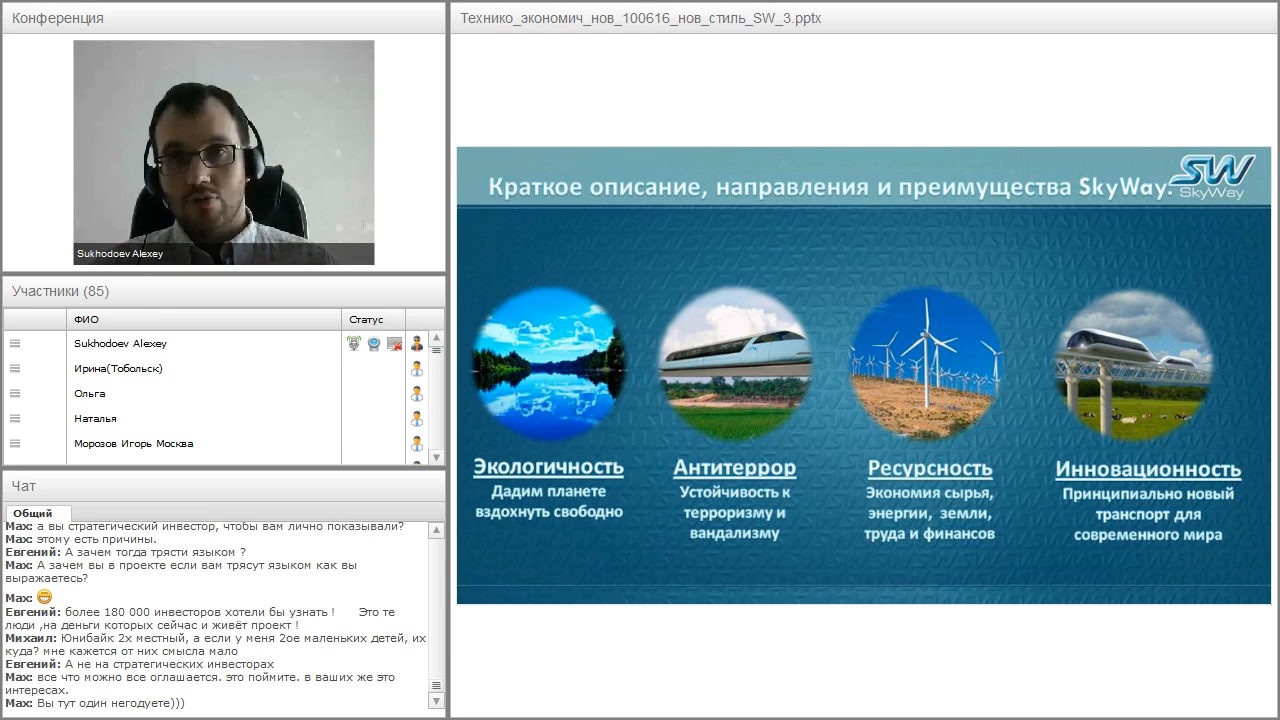 Конференция
Sukhodoev Alexey
Участники (85)
ФИО
Статус
Sukhodoev Alexey
Ирина(Тобольск)
Ольга
Наталья
Морозов Игорь Москва
Чат
Общий
Мах: а вы стратегический инвестор, чтобы вам лично показывали?
Мах: этому есть причины.
Евгений: А зачем тогда трясти языком ?
Мах: А зачем вы в проекте если вам трясут языком как вы
выражаетесь?
Мах:
Евгений: более 180 000 инвесторов хотели бы узнать ! Это те
люди ,на деньги которых сейчас и живёт проект !
Михаил: Юнибайк 2х местный, а если у меня 2ое маленьких детей, их
куда? мне кажется от них смысла мало
Евгений: А не на стратегических инвесторах
Мах: все что можно все оглашается. это поймите. в ваших же это
интересах.
Мах: Вы тут один негодуете)))
Технико_экономич_нов_100616_нов_стиль_SW_3.pptx
Краткое описание, направления и преимущества SkyWay.
SW
SkyWay
Экологичность
Дадим планете
вздохнуть свободно
Антитеррор
Устойчивость к
терроризму и
вандализму
Ресурсность
Экономия сырья,
энергии, земли,
труда и финансов
Инновационность
Принципиально новый
транспорт для
современного мира